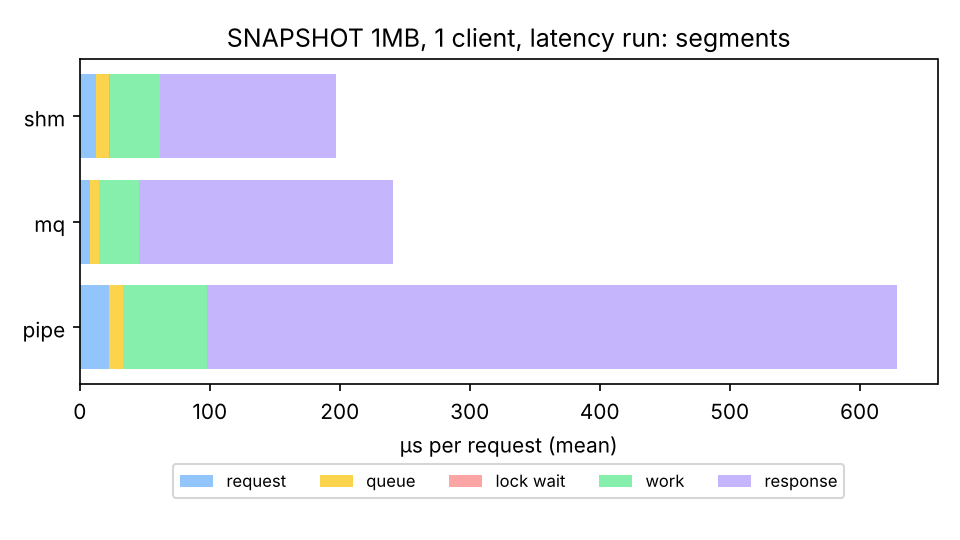 SNAPSHOT 1MB, 1 client, latency run: segments
shm
mq
pipe
0 100 200 300 400 500 600
µs per request (mean)
request queue lock wait work response